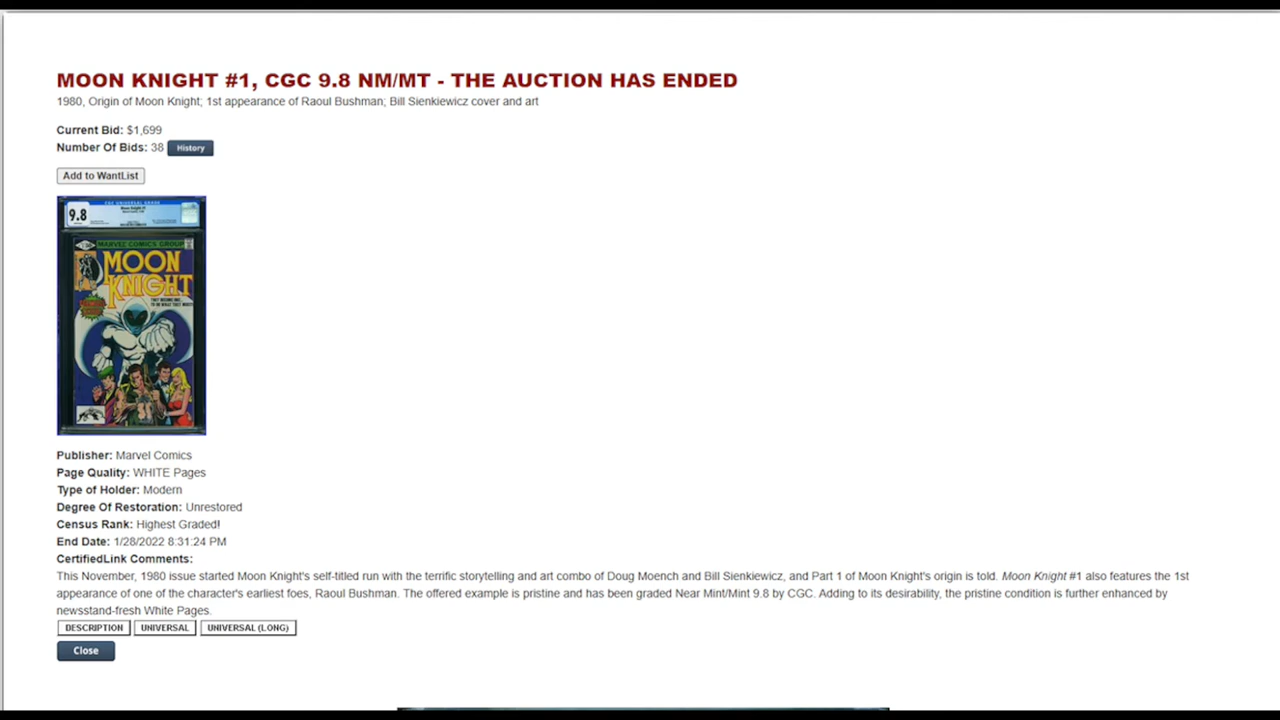 MOON KNIGHT #1, CGC 9.8 NM/MT - THE AUCTION HAS ENDED
1980, Origin of Moon Knight; 1st appearance of Raoul Bushman; Bill Sienkiewicz cover and art
Current Bid: $1,699
Number Of Bids: 38 History
Add to WantList
CGC UNIVERSAL GRADE
9.8
Moon Knight #1
MARVEL COMICS GROUP
MOON
KNIGHT
Publisher: Marvel Comics
Page Quality: WHITE Pages
Type of Holder: Modern
Degree Of Restoration: Unrestored
Census Rank: Highest Graded!
End Date: 1/28/2022 8:31:24 PM
CertifiedLink Comments:
This November, 1980 issue started Moon Knight's self-titled run with the terrific storytelling and art combo of Doug Moench and Bill Sienkiewicz, and Part 1 of Moon Knight's origin is told. Moon Knight #1 also features the 1st
appearance of one of the character's earliest foes, Raoul Bushman. The offered example is pristine and has been graded Near Mint/Mint 9.8 by CGC. Adding to its desirability, the pristine condition is further enhanced by
newsstand-fresh White Pages.
DESCRIPTION UNIVERSAL UNIVERSAL (LONG)
Close